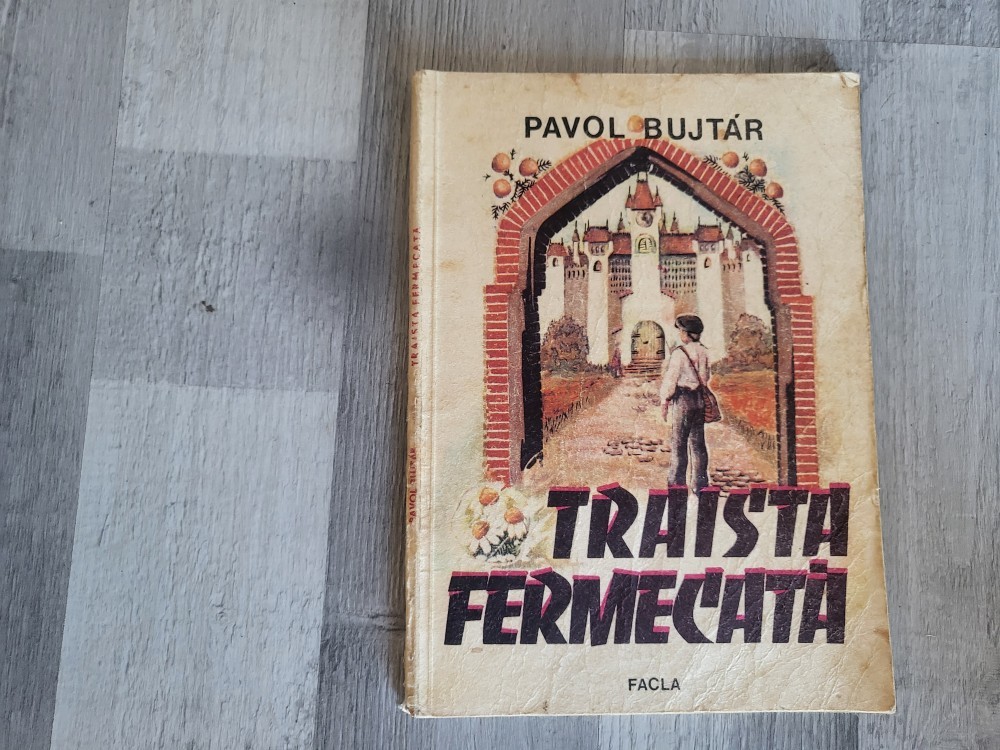 PAVOL BUJTÁR
TRAISTA
FERMECATĂ
FACLA
TRAISTA FERMECATĂ
PAVOL BUJTÁR